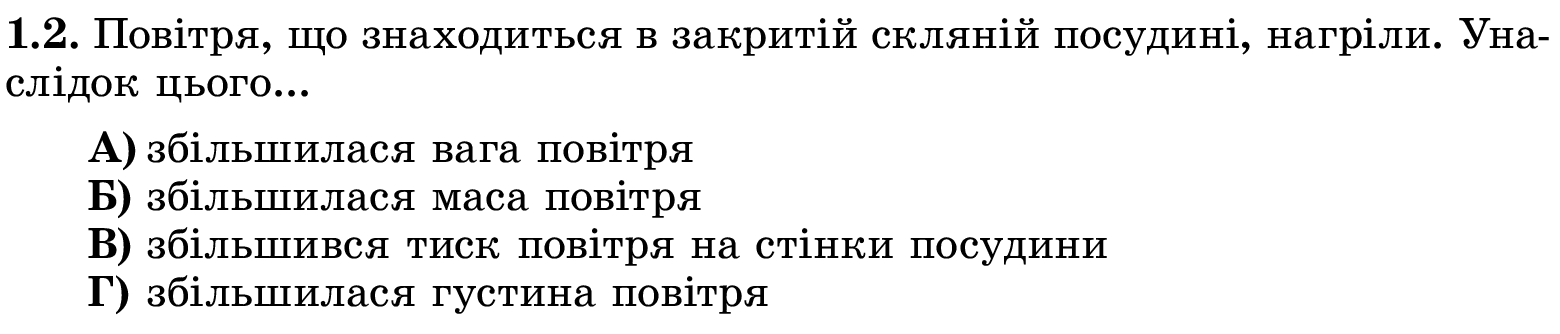 1.2. Повітря, що знаходиться в закритій скляній посудині, нагріли. Уна-
слідок цього...
А) збільшилася вага повітря
Б) збільшилася маса повітря
В) збільшився тиск повітря на стінки посудини
Г) збільшилася густина повітря